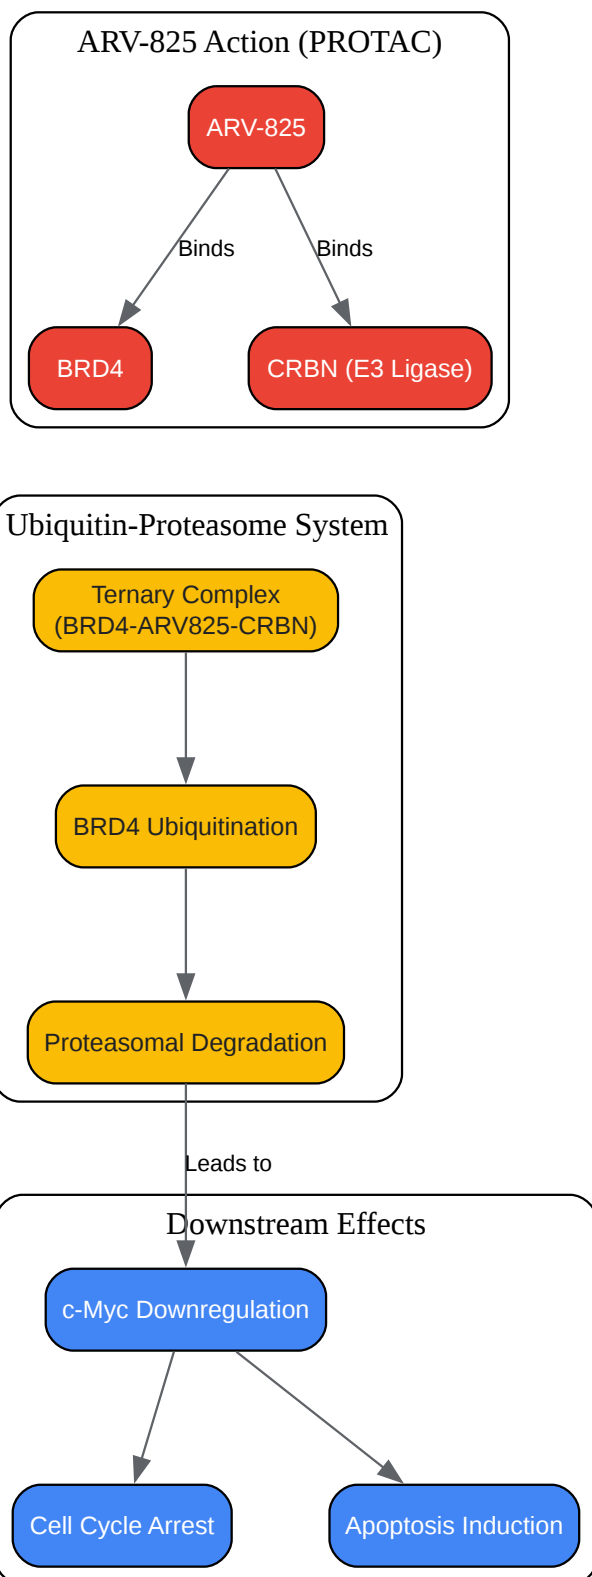 ARV-825 Action (PROTAC)
ARV-825
Binds
Binds
BRD4
CRBN (E3 Ligase)
Ubiquitin-Proteasome System
Ternary Complex
(BRD4-ARV825-CRBN)
BRD4 Ubiquitination
Proteasomal Degradation
Leads to
Downstream Effects
c-Myc Downregulation
Cell Cycle Arrest
Apoptosis Induction